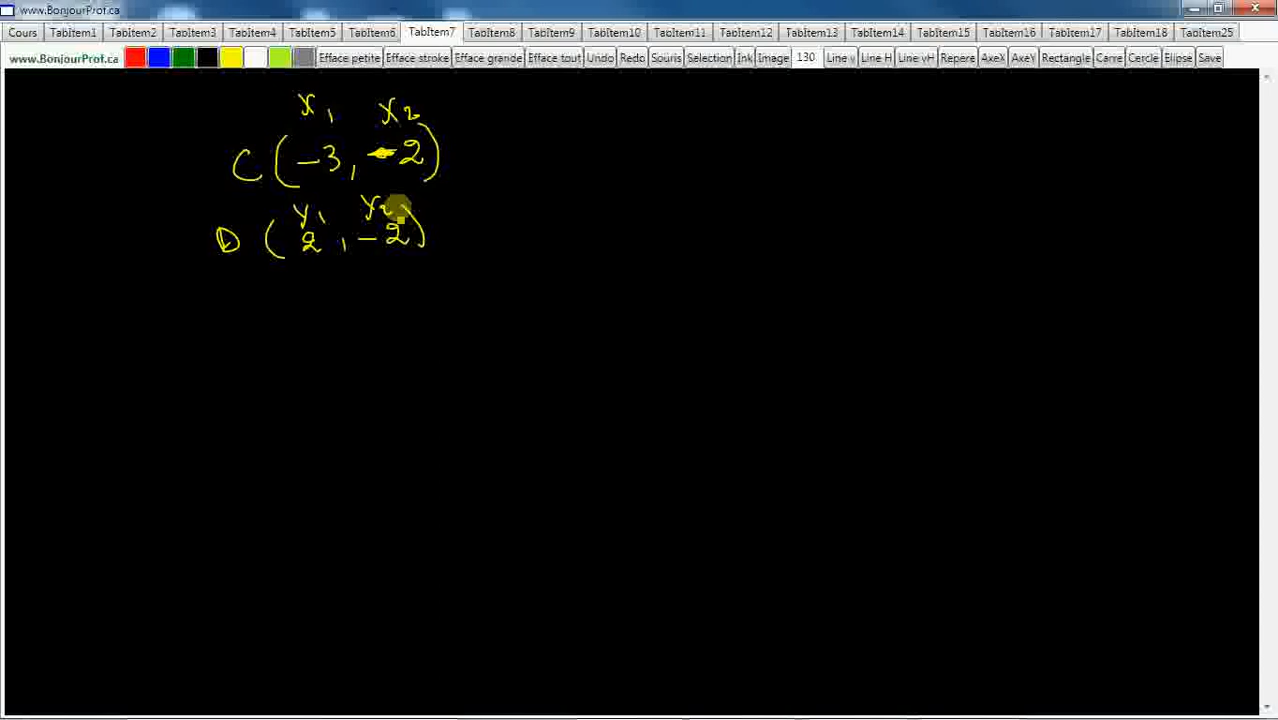 www.BonjourProf.ca
Cours TabItem1 TabItem2 TabItem3 TabItem4 TabItem5 TabItem6 TabItem7 TabItem8 TabItem9 TabItem10 TabItem11 TabItem12 TabItem13 TabItem14 TabItem15 TabItem16 TabItem17 TabItem18 TabItem25
www.BonjourProf.ca Efface petite Efface stroke Efface grande Efface tout Undo Redo Souris Selection Ink Image 130 Line v Line H Line vH Repere AxeX AxeY Rectangle Carre Cercle Elipse Save
x₁ x₂
C (-3, -2)
y₁ y₂
D (2, -2)